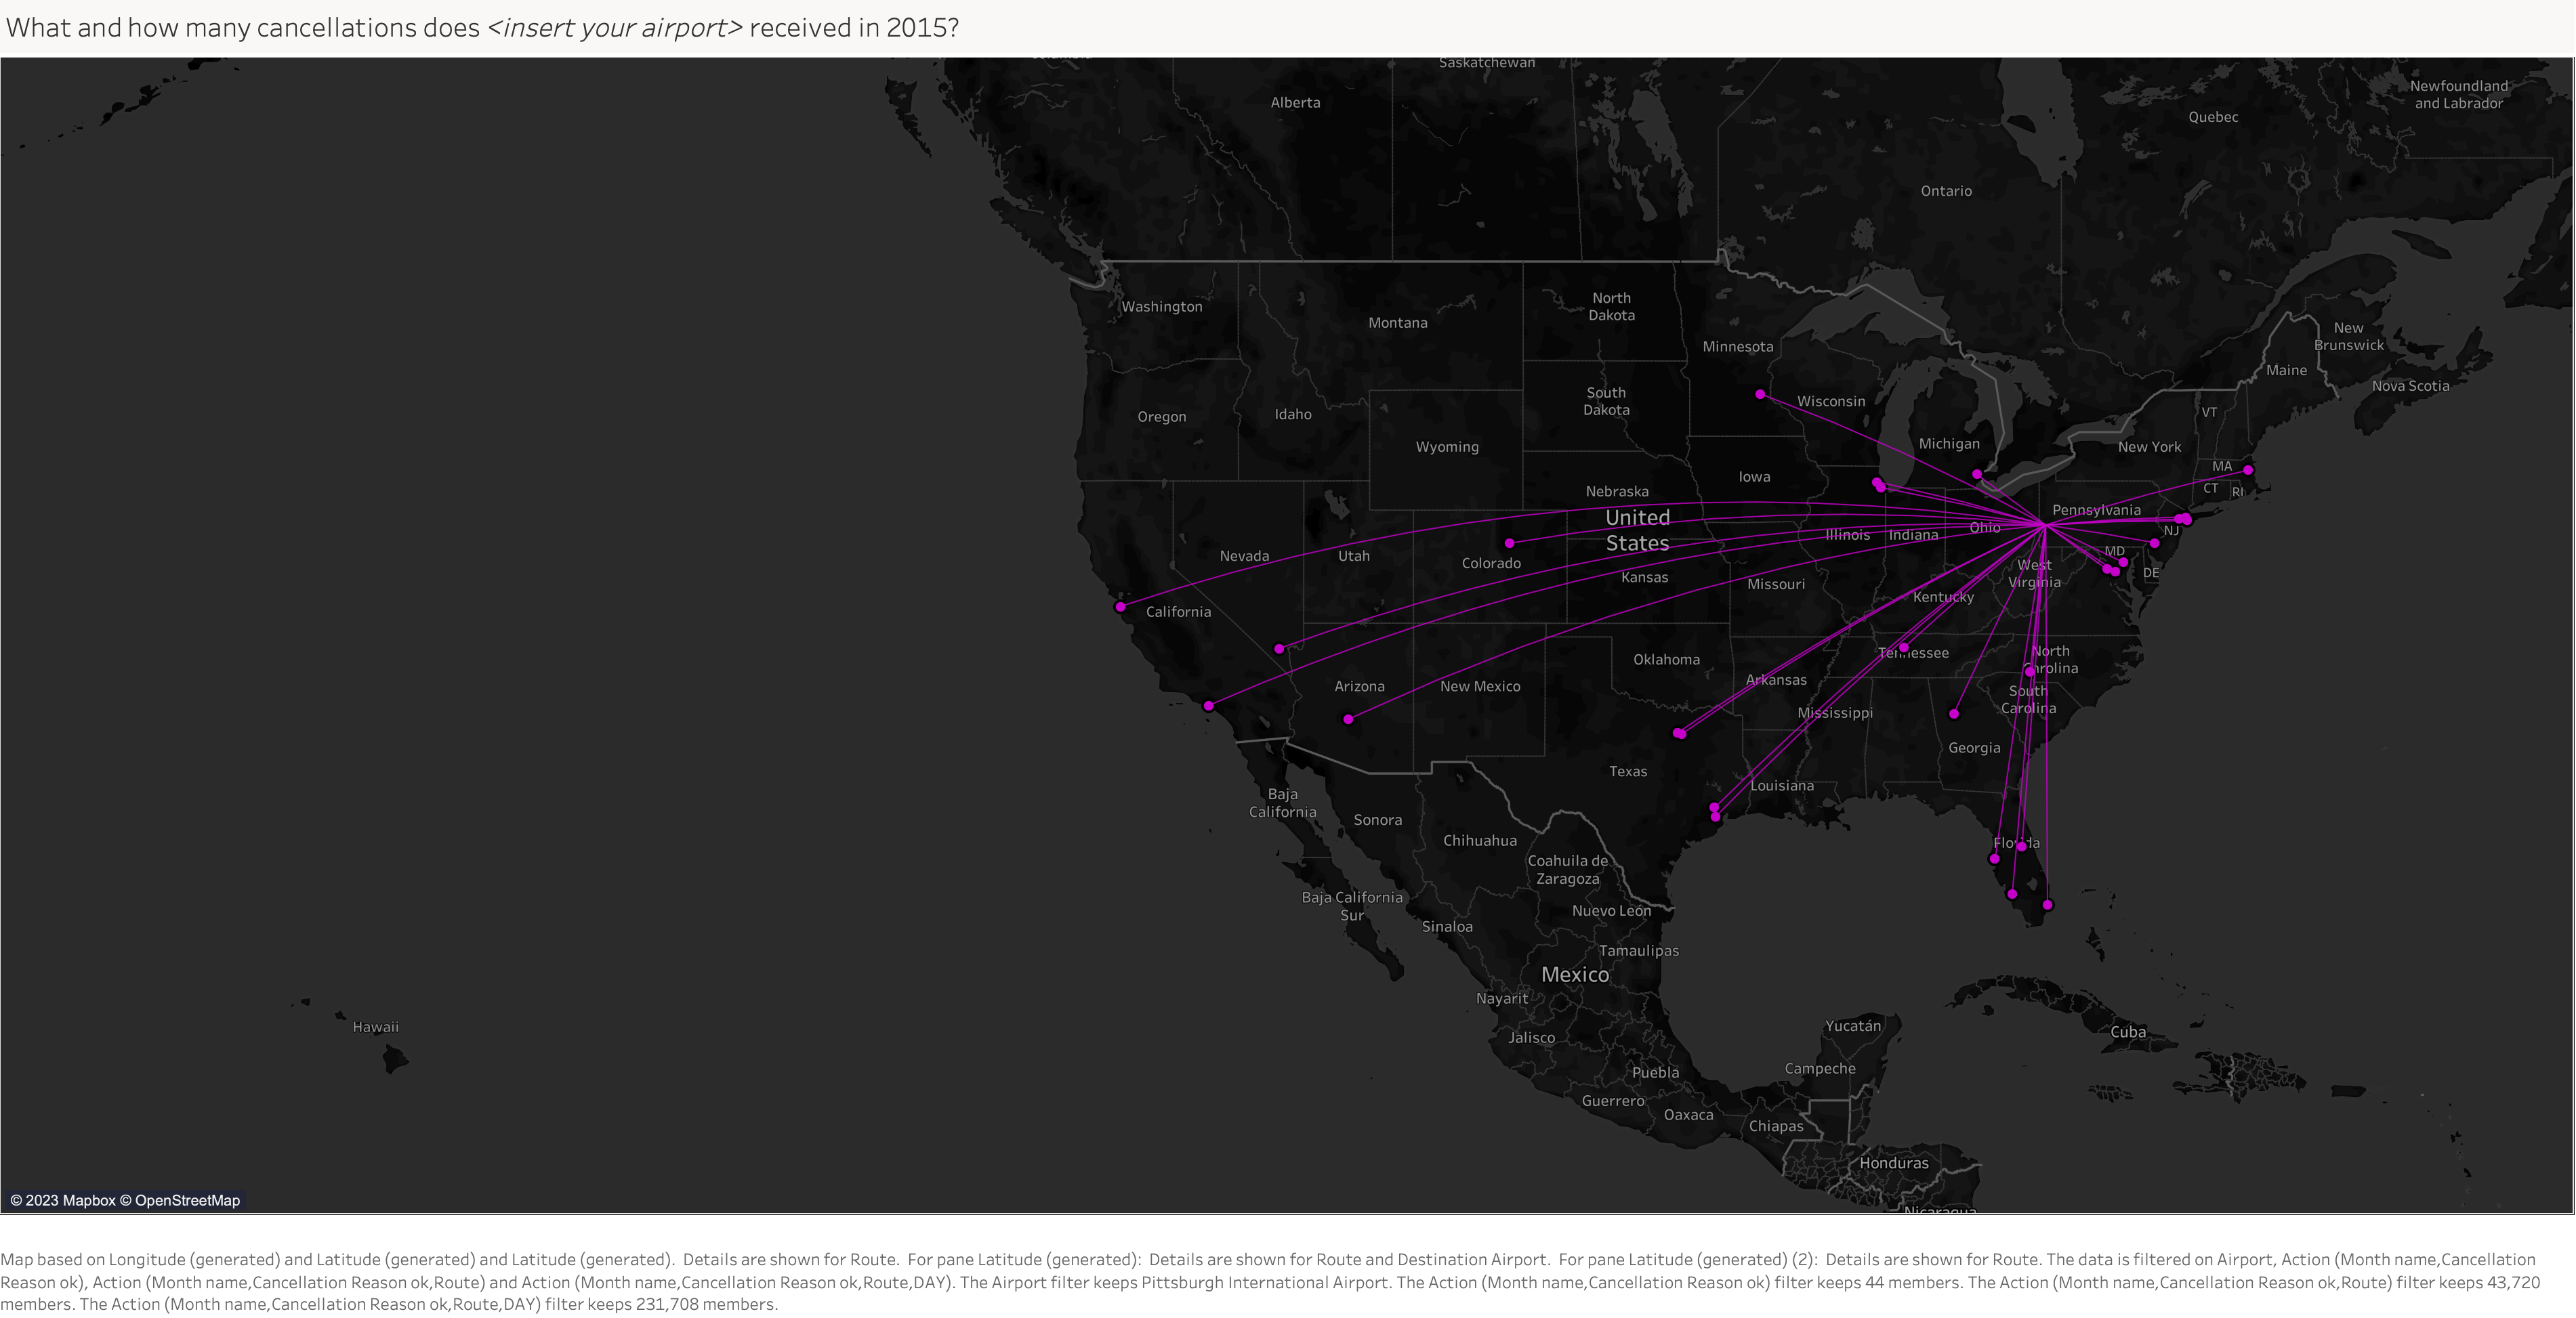 What and how many cancellations does <insert your airport> received in 2015?
Saskatchewan
Newfoundland
and Labrador
Alberta
Quebec
Ontario
Washington
North
Dakota
Montana
New
Brunswick
Minnesota
Maine
Nova Scotia
South
Dakota
Wisconsin
Oregon
Idaho
VT
Wyoming
Michigan
New York
MA
Iowa
CT
RI
Nebraska
Pennsylvania
United
States
Ohio
NJ
Illinois
Indiana
Nevada
Utah
Colorado
MD
West
Virginia
DE
Kansas
Missouri
Kentucky
California
Tennessee
North
Carolina
Oklahoma
Arkansas
Arizona
New Mexico
South
Carolina
Mississippi
Georgia
Texas
Louisiana
Baja
California
Sonora
Chihuahua
Florida
Coahuila de
Zaragoza
Baja California
Sur
Nuevo León
Sinaloa
Tamaulipas
Mexico
Nayarit
Hawaii
Yucatán
Cuba
Jalisco
Campeche
Puebla
Guerrero
Oaxaca
Chiapas
Honduras
Nicaragua
© 2023 Mapbox © OpenStreetMap
Map based on Longitude (generated) and Latitude (generated) and Latitude (generated).  Details are shown for Route.  For pane Latitude (generated):  Details are shown for Route and Destination Airport.  For pane Latitude (generated) (2):  Details are shown for Route. The data is filtered on Airport, Action (Month name,Cancellation
Reason ok), Action (Month name,Cancellation Reason ok,Route) and Action (Month name,Cancellation Reason ok,Route,DAY). The Airport filter keeps Pittsburgh International Airport. The Action (Month name,Cancellation Reason ok) filter keeps 44 members. The Action (Month name,Cancellation Reason ok,Route) filter keeps 43,720
members. The Action (Month name,Cancellation Reason ok,Route,DAY) filter keeps 231,708 members.